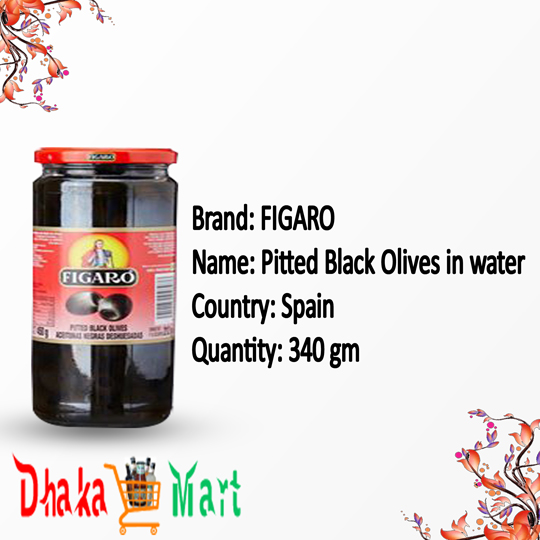 FIGARO
FIGARO
450 g
PITTED BLACK OLIVES
ACEITUNAS NEGRAS DESHUESADAS
Brand: FIGARO
Name: Pitted Black Olives in water
Country: Spain
Quantity: 340 gm
Dhaka Mart